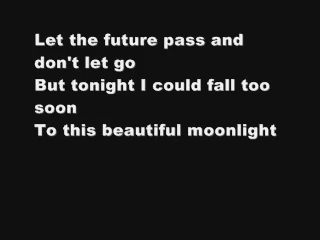 Let the future pass and
don't let go
But tonight I could fall too
soon
To this beautiful moonlight